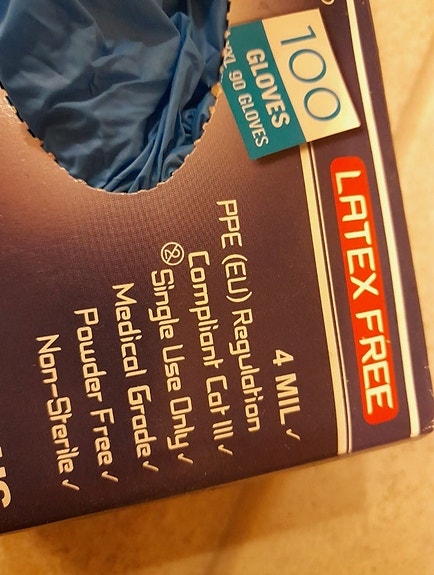 100
GLOVES
XL 90 GLOVES
LATEX FREE
4 MIL ✓
PPE (EU) Regulation
Compliant Cat III ✓
Single Use Only ✓
Medical Grade ✓
Powder Free ✓
Non-Sterile ✓